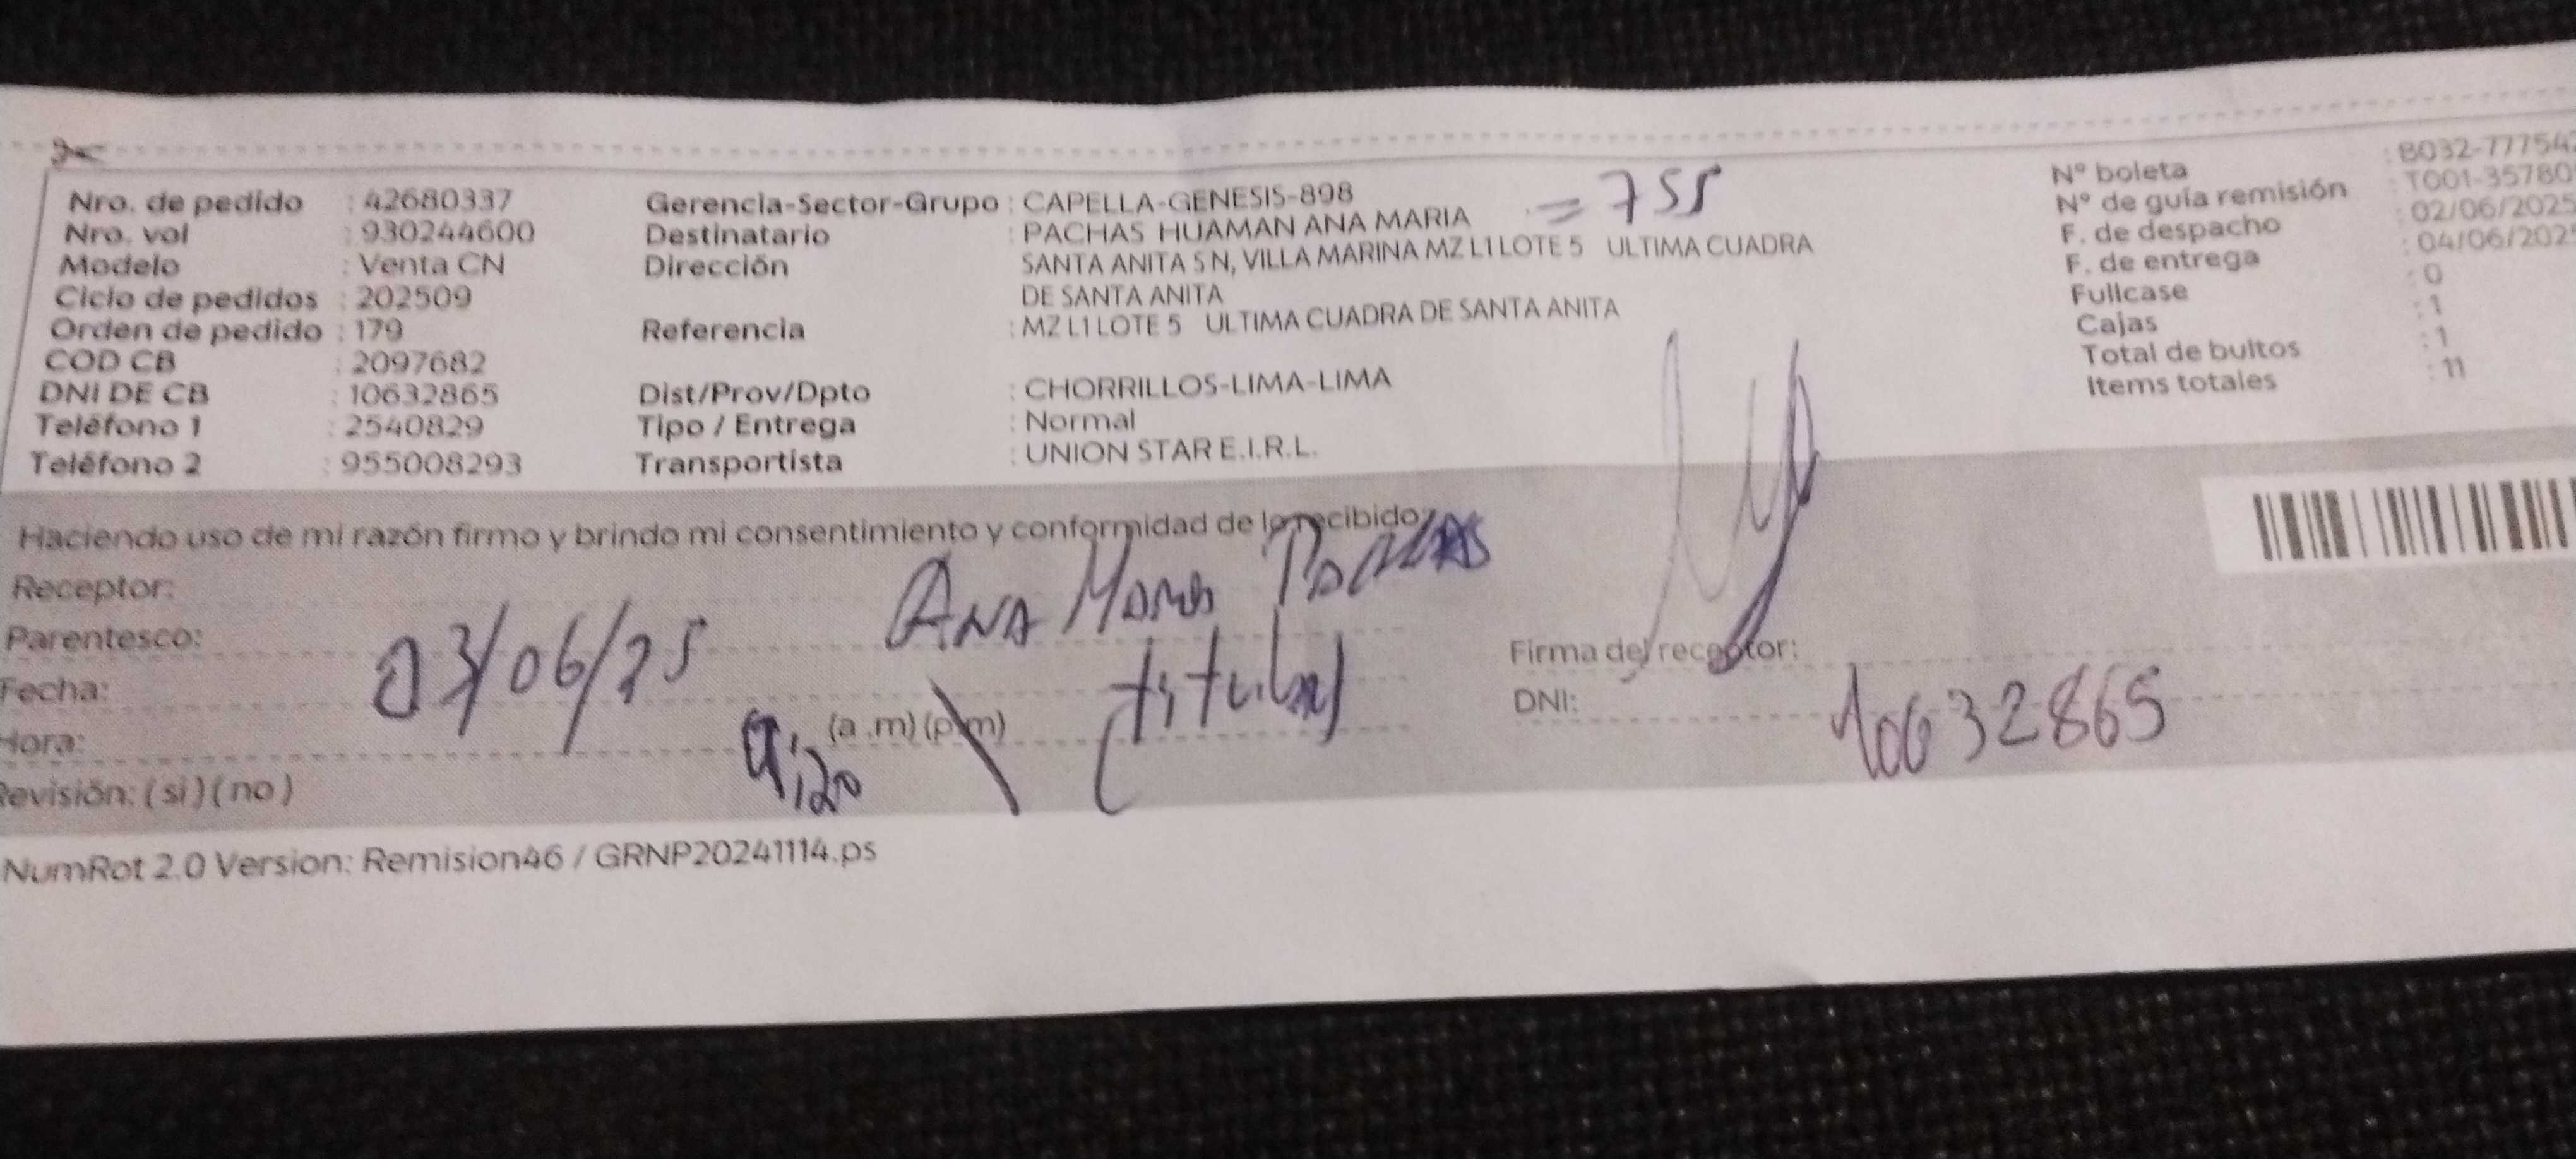 Nro. de pedido : 42680337 Gerencia-Sector-Grupo : CAPELLA-GENESIS-898 = 755 N° boleta : B032-77754
Nro. vol : 930244600 Destinatario : PACHAS HUAMAN ANA MARIA N° de guía remisión : T001-35780
Modelo : Venta CN Dirección : SANTA ANITA S N, VILLA MARINA MZ L1 LOTE 5 ULTIMA CUADRA F. de despacho : 02/06/2025
Ciclo de pedidos : 202509 DE SANTA ANITA F. de entrega : 04/06/2025
Orden de pedido : 179 Referencia : MZ L1 LOTE 5 ULTIMA CUADRA DE SANTA ANITA Fullcase : 0
COD CB : 2097682 Cajas : 1
DNI DE CB : 10632865 Dist/Prov/Dpto : CHORRILLOS-LIMA-LIMA Total de bultos : 1
Teléfono 1 : 2540829 Tipo / Entrega : Normal Items totales : 11
Teléfono 2 : 955008293 Transportista : UNION STAR E.I.R.L.
Haciendo uso de mi razón firmo y brindo mi consentimiento y conformidad de lo recibido:
Receptor: Ana Maria Pachas
Parentesco: titular Firma del receptor:
Fecha: 03/06/25 DNI: 10632865
Hora: 9:20 (a .m) (p.m)
Revisión: ( si ) ( no )
NumRot 2.0 Version: Remision46 / GRNP20241114.ps